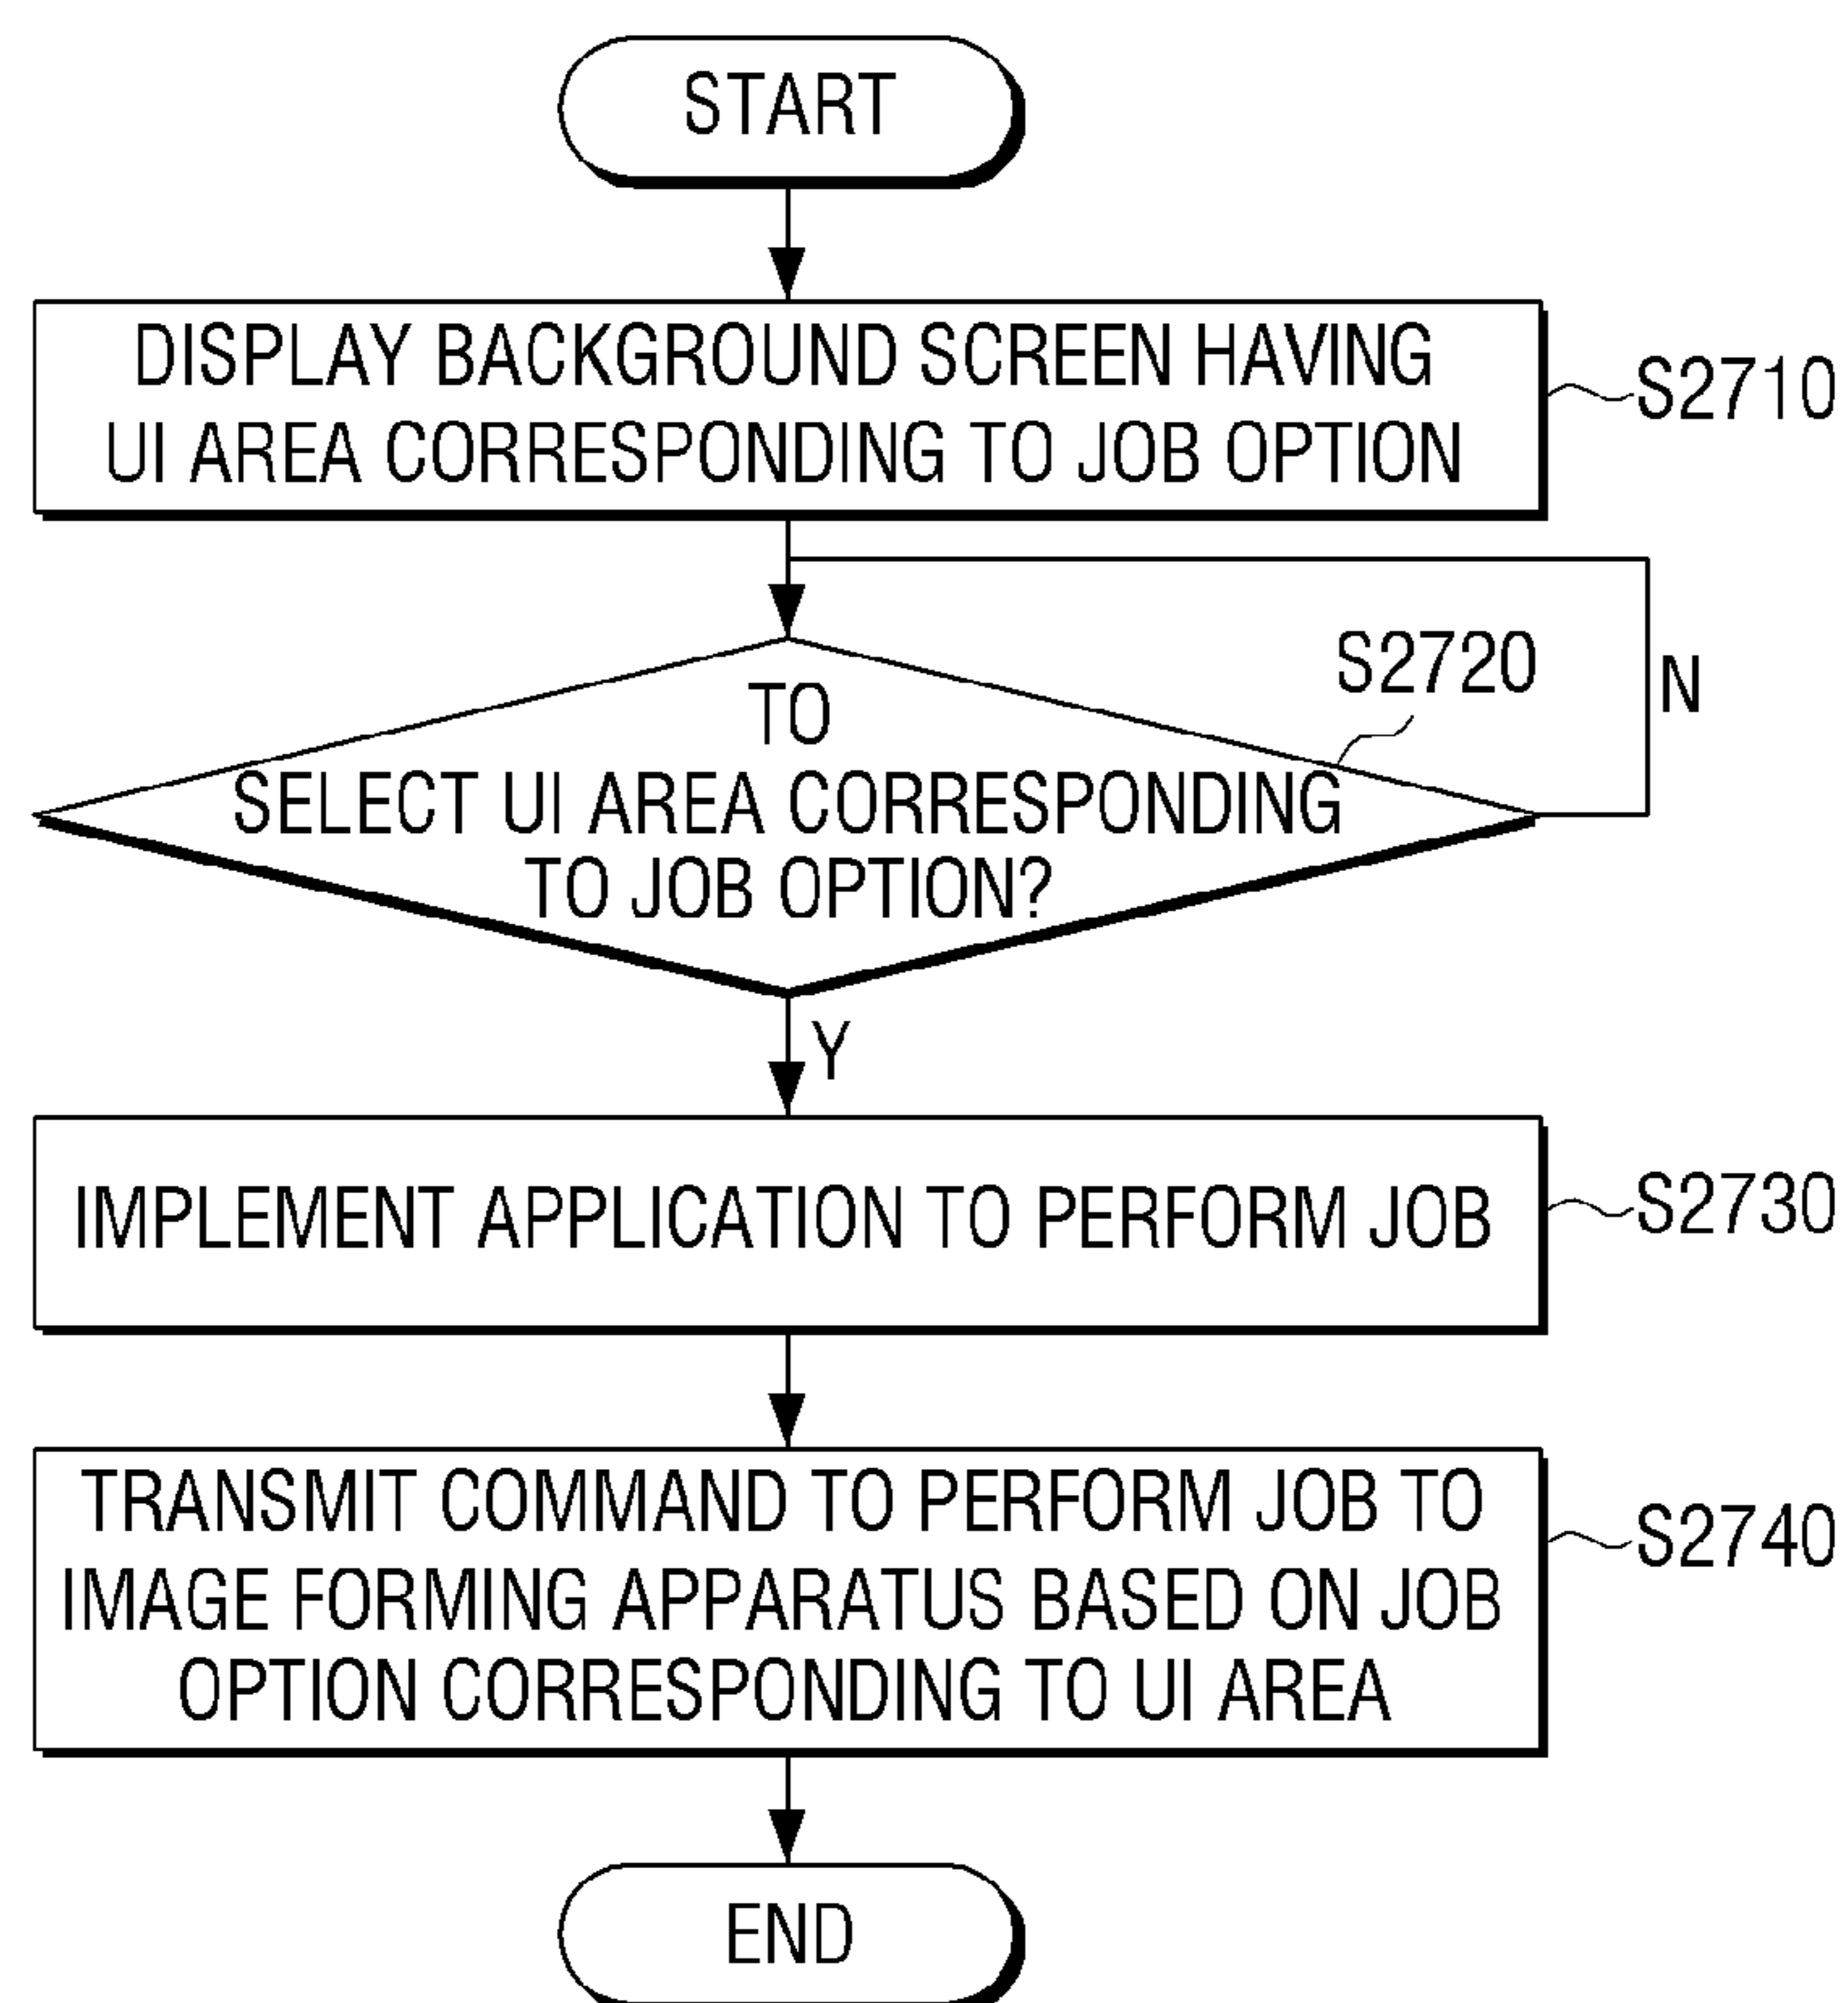 START
DISPLAY BACKGROUND SCREEN HAVING
UI AREA CORRESPONDING TO JOB OPTION
S2710
S2720
N
TO
SELECT UI AREA CORRESPONDING
TO JOB OPTION?
Y
IMPLEMENT APPLICATION TO PERFORM JOB
S2730
TRANSMIT COMMAND TO PERFORM JOB TO
IMAGE FORMING APPARATUS BASED ON JOB
OPTION CORRESPONDING TO UI AREA
S2740
END